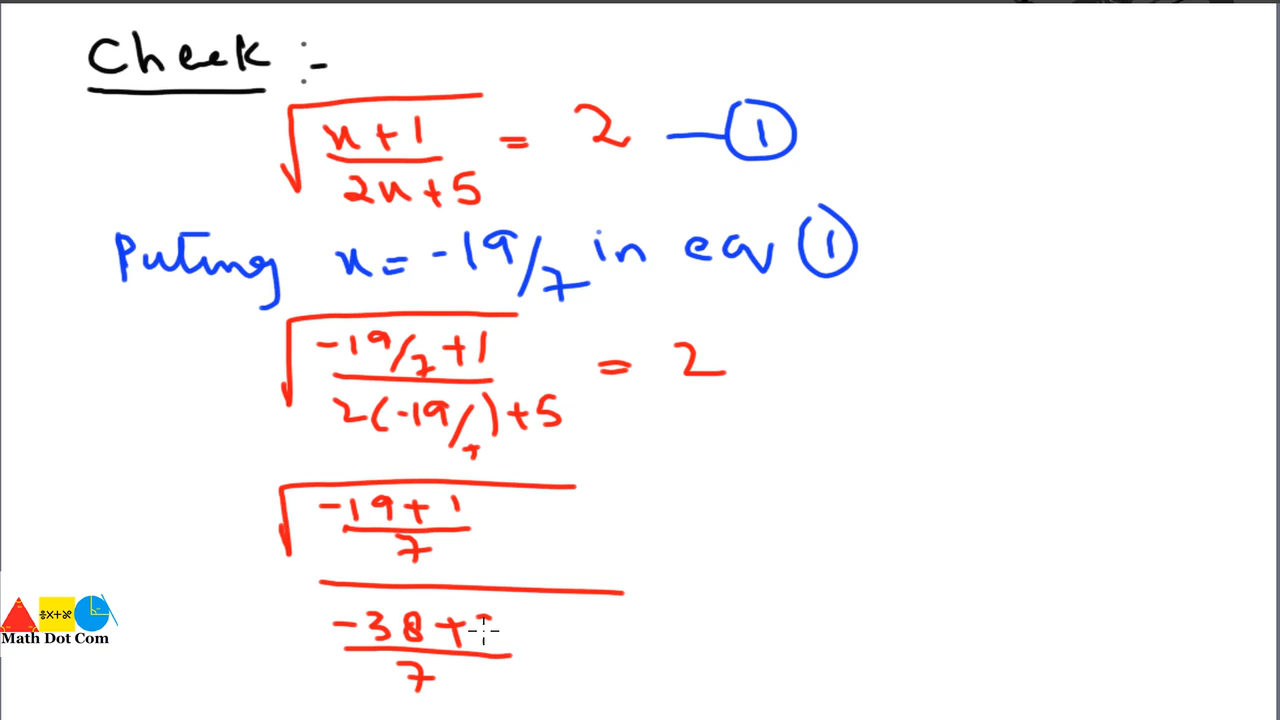 Check :-
√((x+1)/(2x+5)) = 2 — ①
Puting x = -19/7 in eq ①
√((-19/7 +1)/(2(-19/7)+5)) = 2
√(((-19+1)/7)/((-38+)/7))
÷×+
Math Dot Com